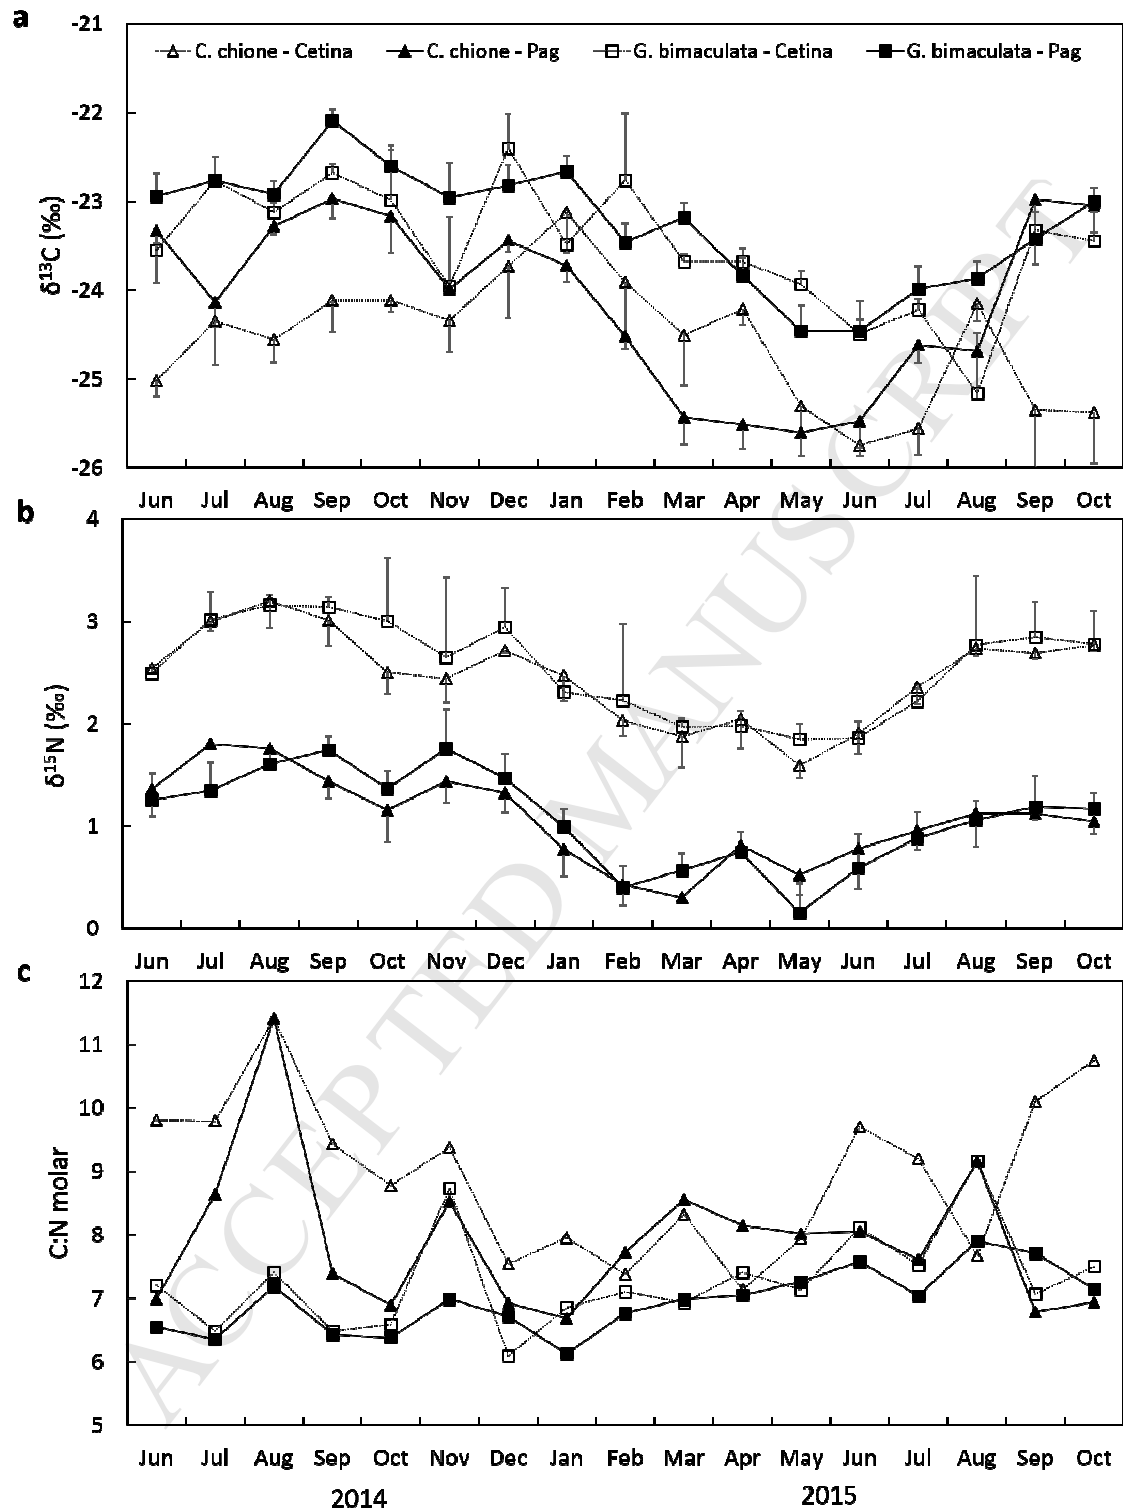 a
-21
C. chione - Cetina C. chione - Pag G. bimaculata - Cetina G. bimaculata - Pag
-22
-23
-24
-25
-26
δ13C (‰)
Jun Jul Aug Sep Oct Nov Dec Jan Feb Mar Apr May Jun Jul Aug Sep Oct
b
4
3
2
1
0
δ15N (‰)
Jun Jul Aug Sep Oct Nov Dec Jan Feb Mar Apr May Jun Jul Aug Sep Oct
c
12
11
10
9
8
7
6
5
C:N molar
Jun Jul Aug Sep Oct Nov Dec Jan Feb Mar Apr May Jun Jul Aug Sep Oct
2014 2015
ACCEPTED MANUSCRIPT